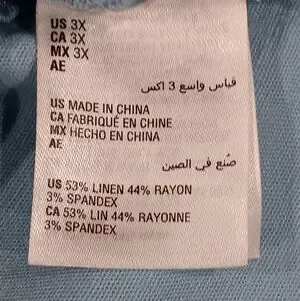 US 3X
CA 3X
MX 3X
AE
قياس واسع 3 اكس
US MADE IN CHINA
CA FABRIQUÉ EN CHINE
MX HECHO EN CHINA
AE
صُنع في الصين
US 53% LINEN 44% RAYON
3% SPANDEX
CA 53% LIN 44% RAYONNE
3% SPANDEX